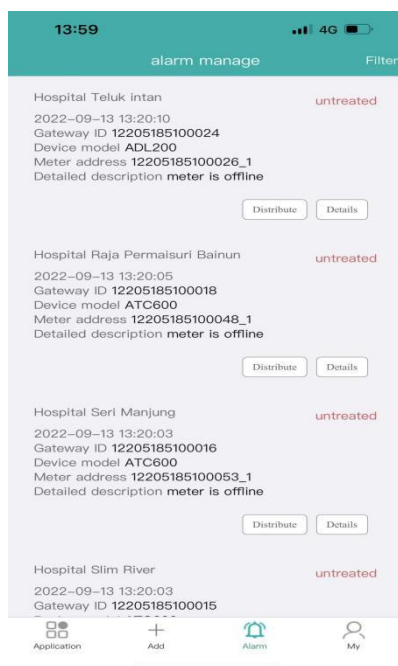 13:59 4G
alarm manage Filter
Hospital Teluk intan untreated
2022-09-13 13:20:10
Gateway ID 12205185100024
Device model ADL200
Meter address 12205185100026_1
Detailed description meter is offline
Distribute Details
Hospital Raja Permaisuri Bainun untreated
2022-09-13 13:20:05
Gateway ID 12205185100018
Device model ATC600
Meter address 12205185100048_1
Detailed description meter is offline
Distribute Details
Hospital Seri Manjung untreated
2022-09-13 13:20:03
Gateway ID 12205185100016
Device model ATC600
Meter address 12205185100053_1
Detailed description meter is offline
Distribute Details
Hospital Slim River untreated
2022-09-13 13:20:03
Gateway ID 12205185100015
Application Add Alarm My